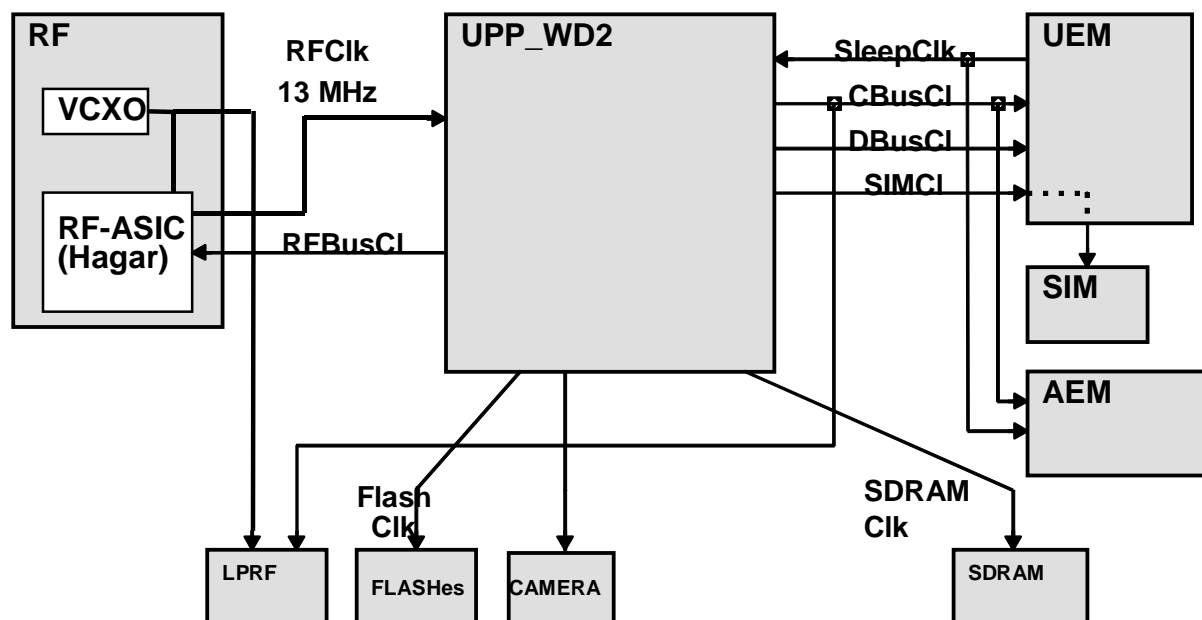 RF
UPP_WD2
UEM
RFClk
13 MHz
SleepClk
VCXO
CBusCl
DBusCl
SIMCl
RF-ASIC
(Hagar)
RFBusCl
SIM
AEM
Flash
Clk
SDRAM
Clk
LPRF
FLASHes
CAMERA
SDRAM